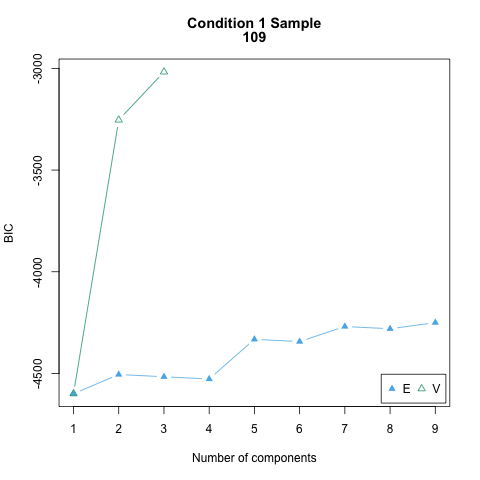 Condition 1 Sample
109
-3000
-3500
-4000
-4500
BIC
1 2 3 4 5 6 7 8 9
Number of components
E V